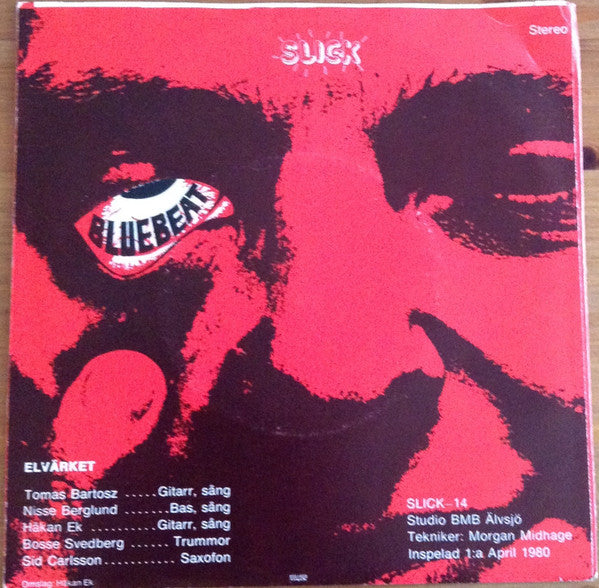 Stereo
SLICK
BLUEBEAT
ELVÄRKET
Tomas Bartosz .....Gitarr, sång
Nisse Berglund .......Bas, sång
Håkan Ek ..........Gitarr, sång
Bosse Svedberg ...... Trummor
Sid Carlsson...........Saxofon
Omslag: Håkan Ek
SLICK–14
Studio BMB Älvsjö
Tekniker: Morgan Midhage
Inspelad 1:a April 1980